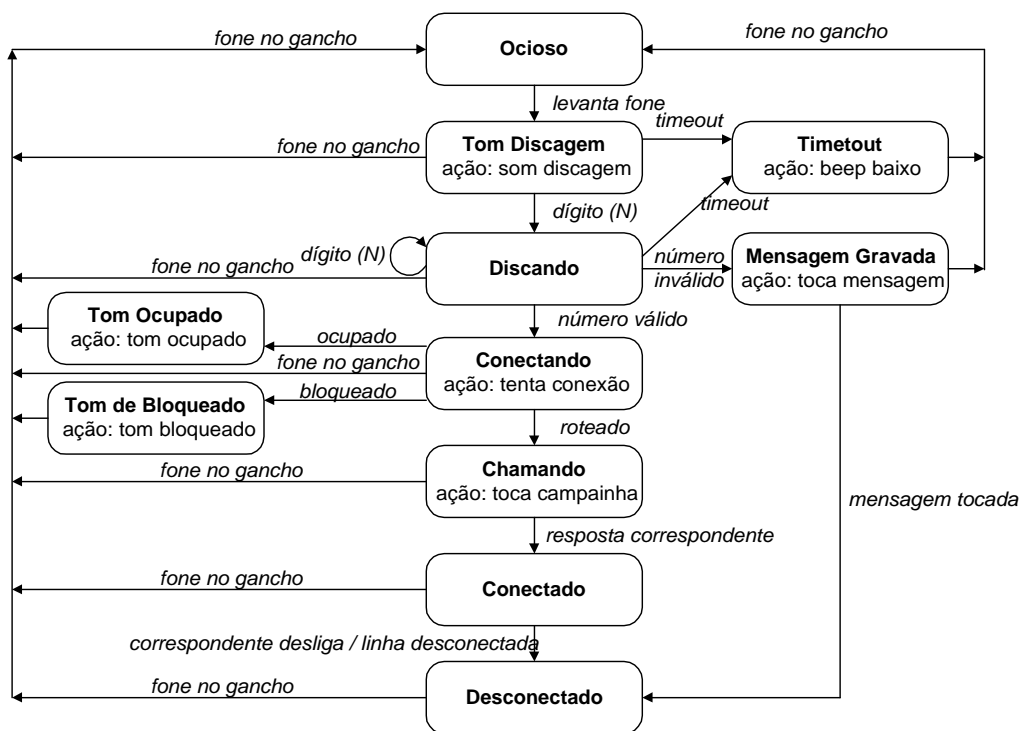 fone no gancho
Ocioso
fone no gancho
levanta fone
timeout
fone no gancho
Tom Discagem
ação: som discagem
Timetout
ação: beep baixo
dígito (N)
timeout
dígito (N)
fone no gancho
Discando
número
inválido
Mensagem Gravada
ação: toca mensagem
Tom Ocupado
ação: tom ocupado
número válido
ocupado
fone no gancho
Conectando
ação: tenta conexão
bloqueado
Tom de Bloqueado
ação: tom bloqueado
roteado
fone no gancho
Chamando
ação: toca campainha
mensagem tocada
resposta correspondente
fone no gancho
Conectado
correspondente desliga / linha desconectada
fone no gancho
Desconectado